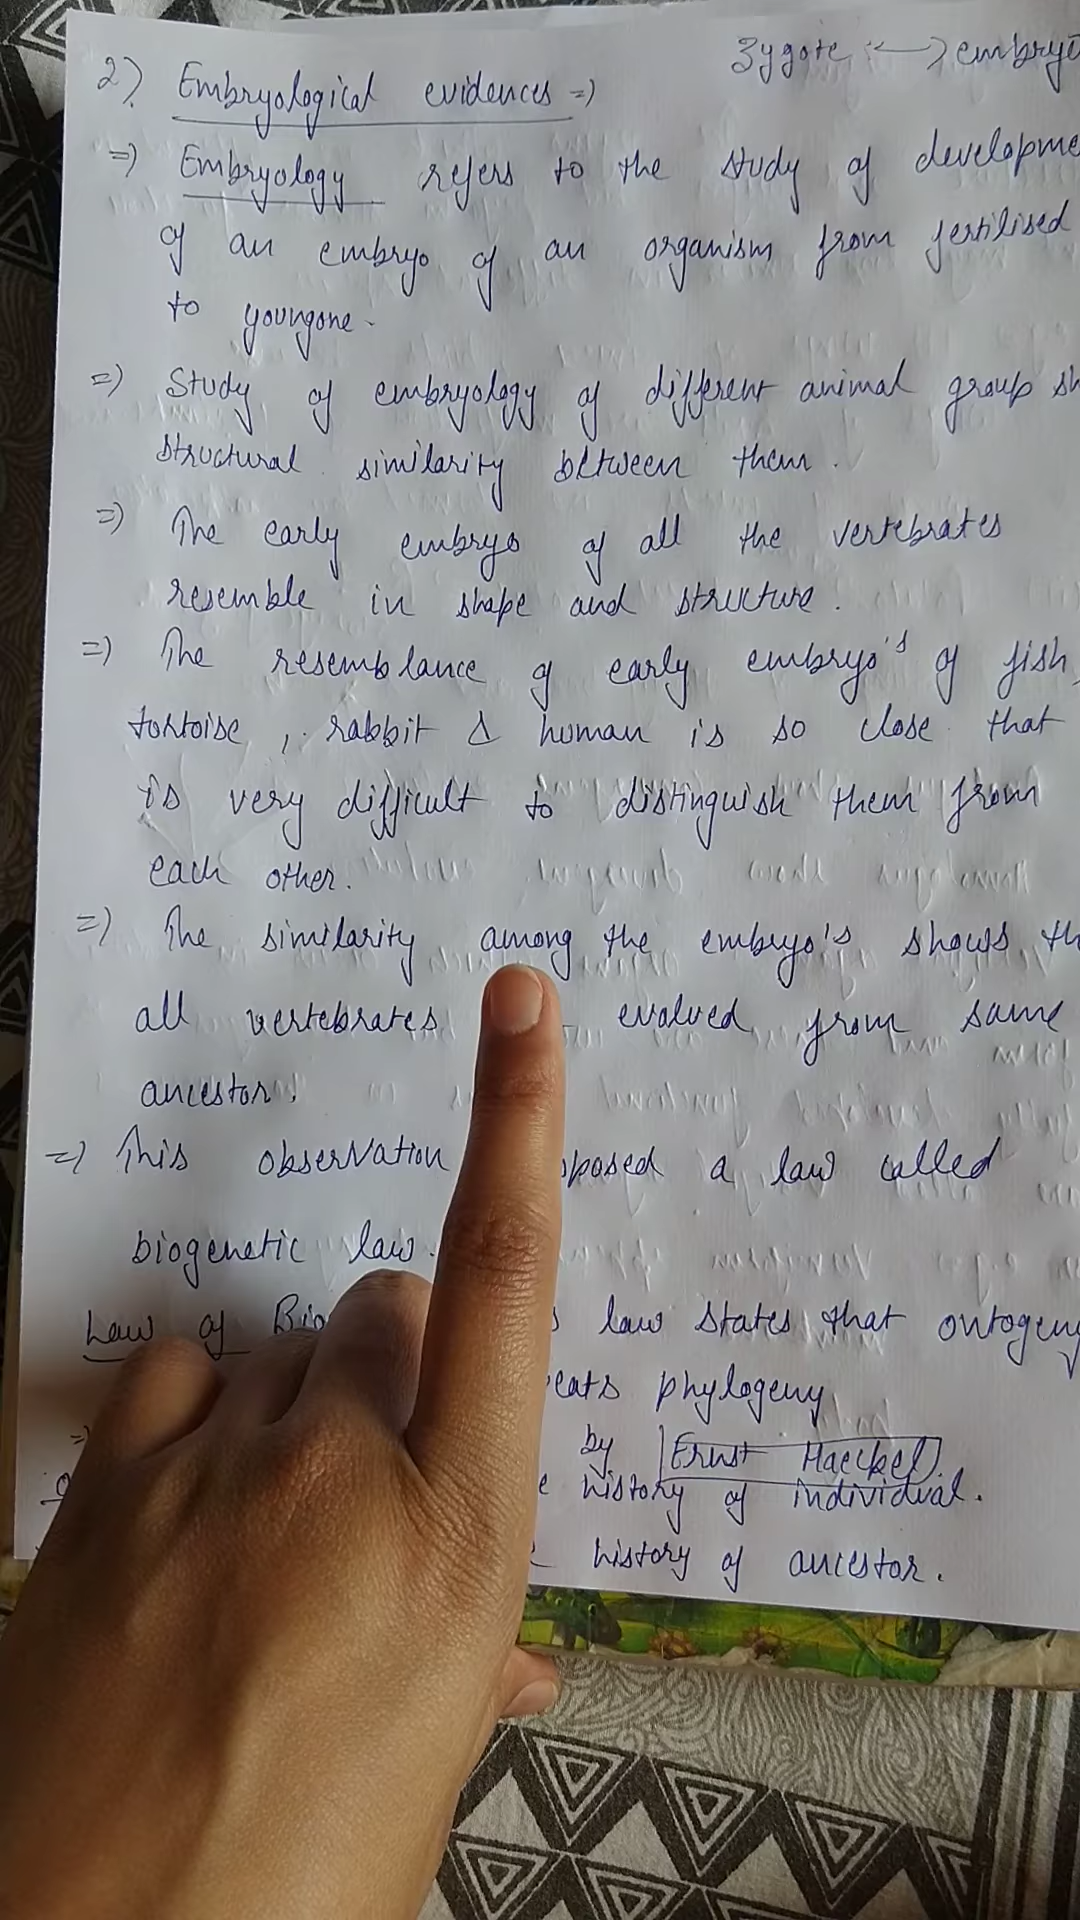 Zygote <-> embryo
2). Embryological evidences =>
=> Embryology refers to the study of developme
of an embryo of an organism from fertilised
to youngone.
=> Study of embryology of different animal group sh
structural similarity between them.
=> The early embryo of all the vertebrates
resemble in shape and structure.
=> The resemblance of early embryo's of fish,
tortoise, rabbit & human is so close that
is very difficult to distinguish them from
each other.
=> The similarity among the embryo's shows th
all vertebrates evolved from same
ancestor.
=> This observation posed a law called
biogenetic law.
Law of Bio s law states that ontogeny
eats phylogeny
=> by Ernst Haeckel.
e history of individual.
history of ancestor.